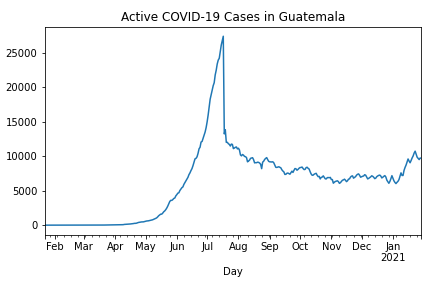 Active COVID-19 Cases in Guatemala
25000
20000
15000
10000
5000
0
Feb Mar Apr May Jun Jul Aug Sep Oct Nov Dec Jan
2021
Day